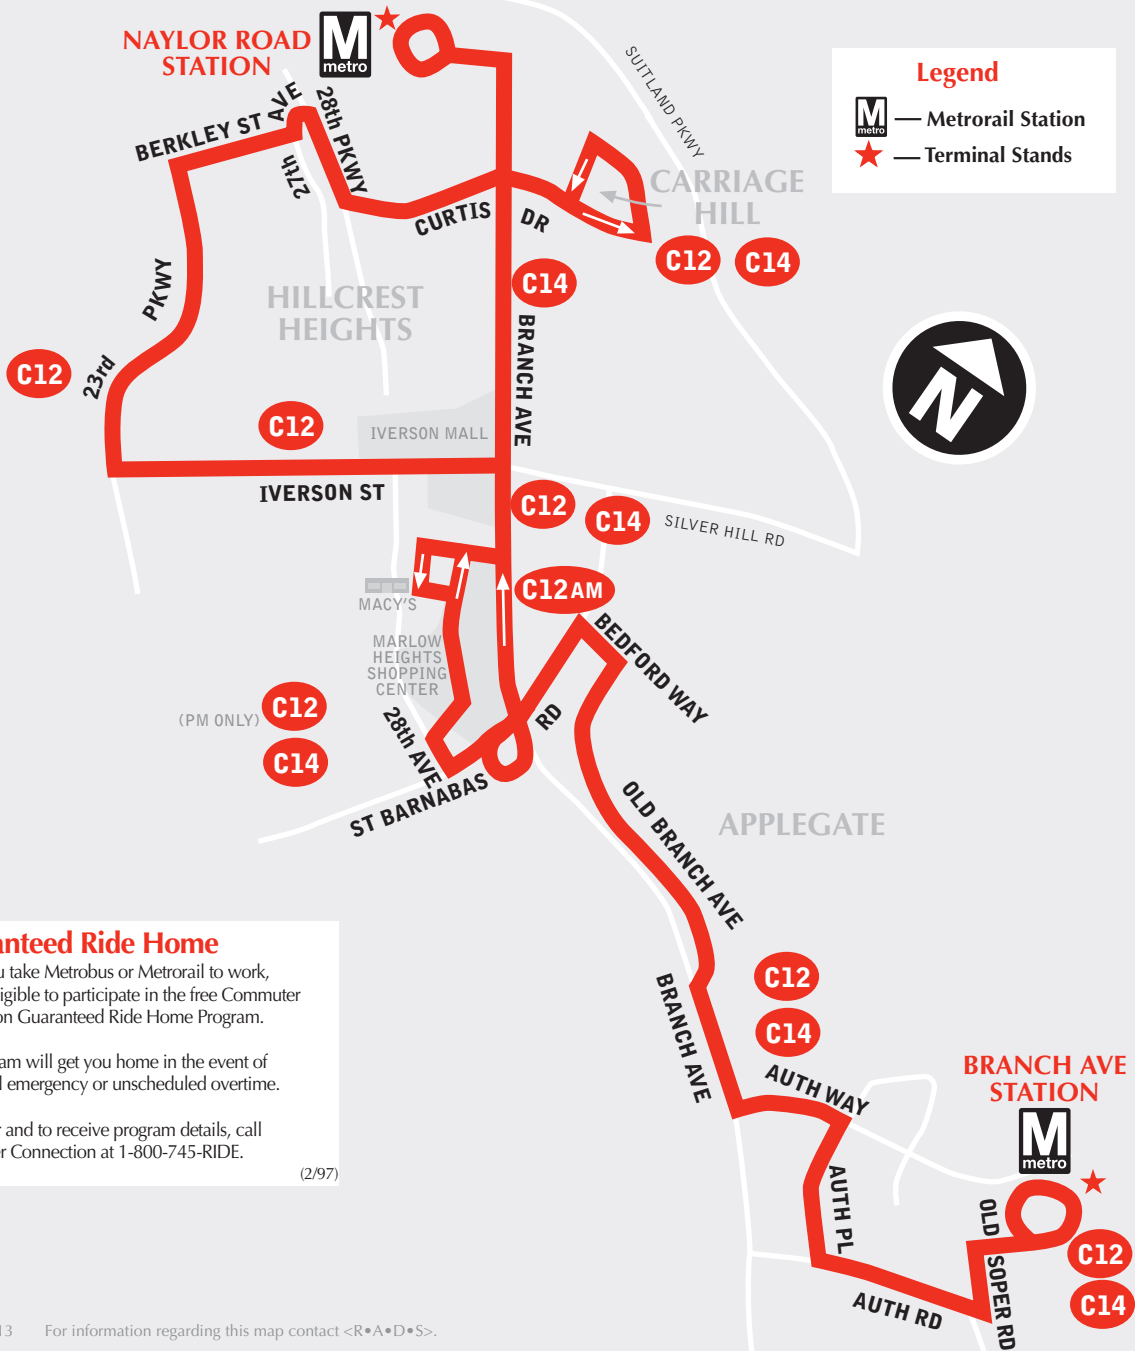 NAYLOR ROAD
STATION
M
metro
SUITLAND PKWY
Legend
M
metro
— Metrorail Station
— Terminal Stands
BERKLEY ST
AVE
27th
28th PKWY
CURTIS DR
CARRIAGE
HILL
C12
C14
C14
HILLCREST
HEIGHTS
PKWY
23rd
C12
C12
BRANCH AVE
N
IVERSON MALL
IVERSON ST
C12
C14
SILVER HILL RD
C12 AM
MACY'S
MARLOW
HEIGHTS
SHOPPING
CENTER
BEDFORD WAY
(PM ONLY)
C12
C14
28th AVE
ST BARNABAS RD
OLD BRANCH AVE
APPLEGATE
anteed Ride Home
u take Metrobus or Metrorail to work,
igible to participate in the free Commuter
on Guaranteed Ride Home Program.
am will get you home in the event of
l emergency or unscheduled overtime.
r and to receive program details, call
er Connection at 1-800-745-RIDE.
(2/97)
BRANCH AVE
C12
C14
AUTH WAY
BRANCH AVE
STATION
M
metro
AUTH PL
OLD SOPER RD
C12
C14
AUTH RD
13 For information regarding this map contact <R•A•D•S>.